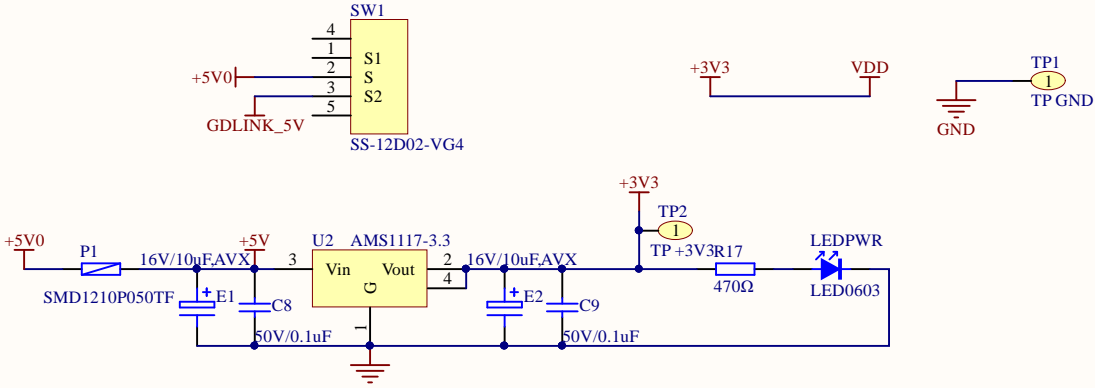 SW1
4
1
S1
+5V0
2
S
3
S2
GDLINK_5V
5
SS-12D02-VG4
+3V3
VDD
TP1
1
TP GND
GND
+3V3
TP2
1
TP +3V3
+5V0
P1
SMD1210P050TF
16V/10uF,AVX
+
E1
+5V
C8
50V/0.1uF
U2
AMS1117-3.3
3
Vin
Vout
2
4
G
1
16V/10uF,AVX
+
E2
C9
50V/0.1uF
R17
470Ω
LEDPWR
LED0603